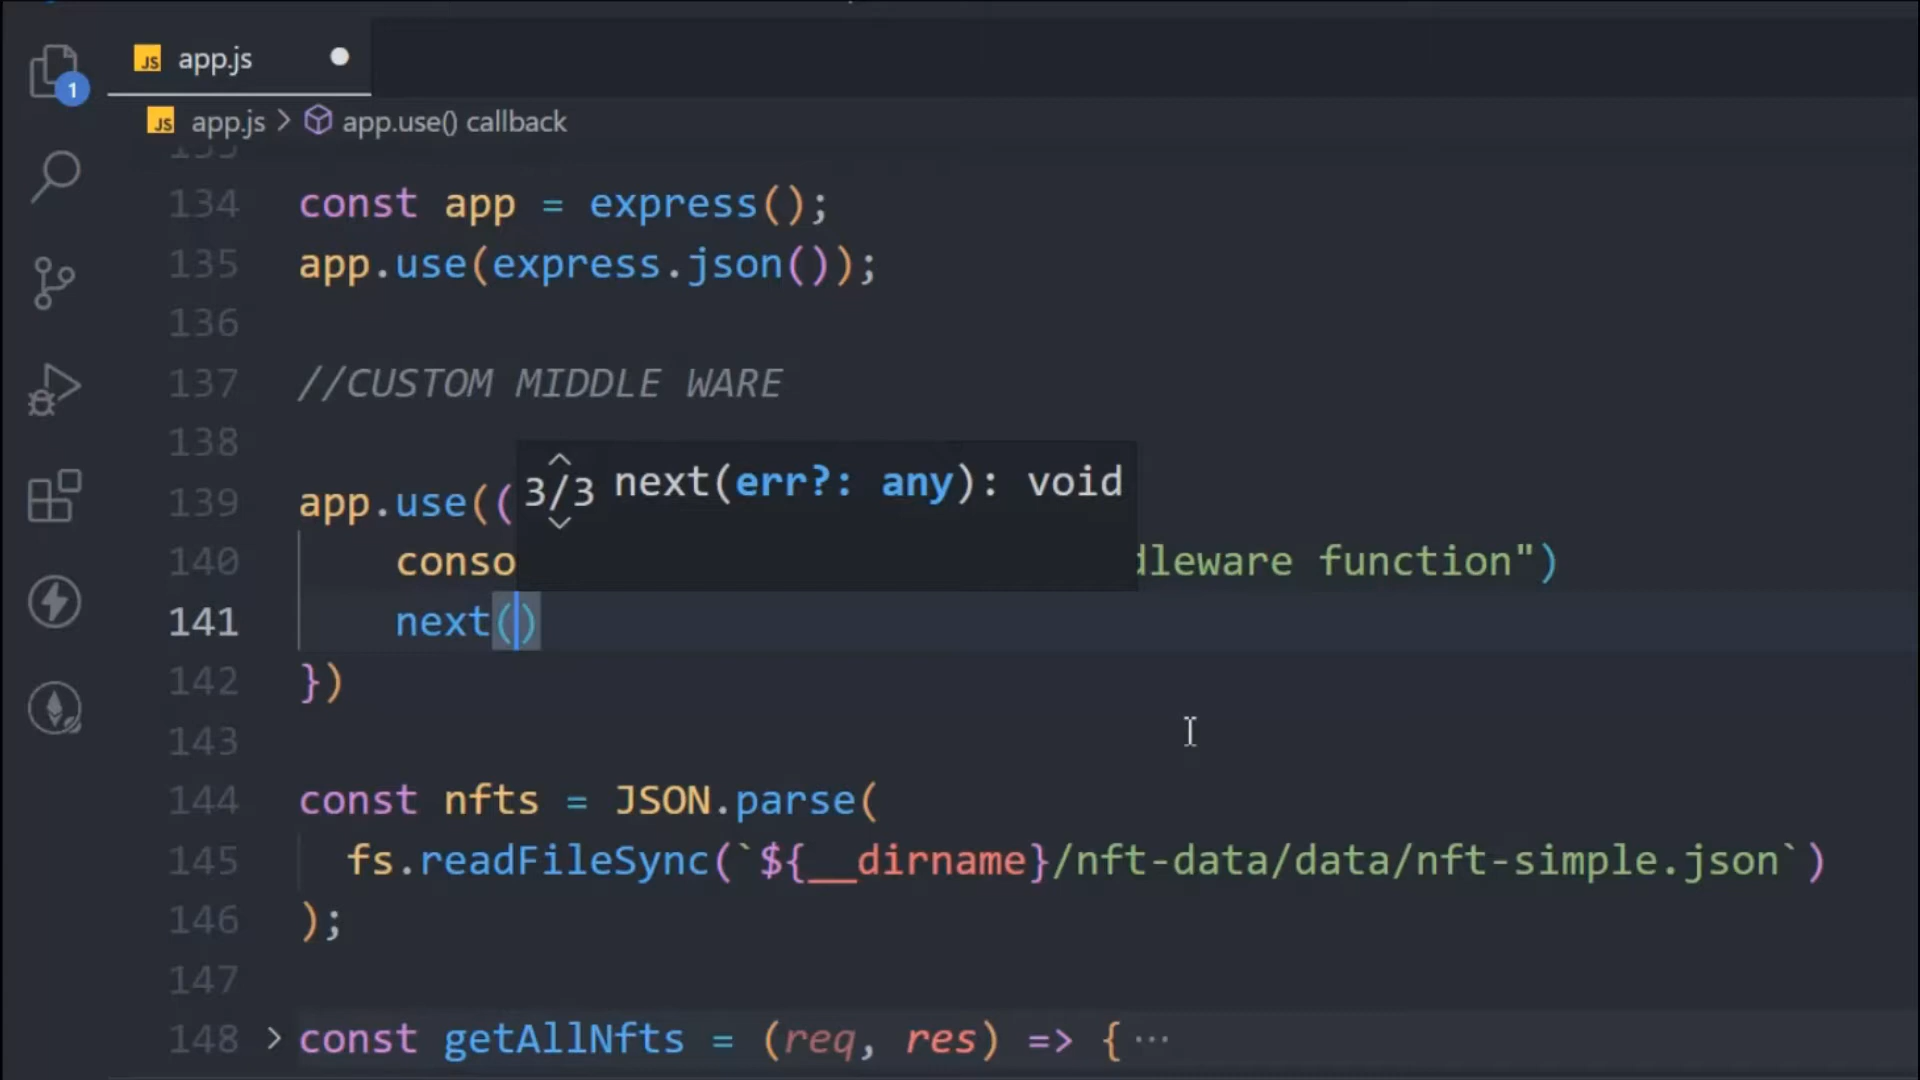 JS app.js
1
JS app.js > app.use() callback
134 const app = express();
135 app.use(express.json());
136
137 //CUSTOM MIDDLE WARE
138
3/3 next(err?: any): void
139 app.use((
140 conso dleware function")
141 next()
142 })
143
144 const nfts = JSON.parse(
145 fs.readFileSync(`${__dirname}/nft-data/data/nft-simple.json`)
146 );
147
148 > const getAllNfts = (req, res) => { ···